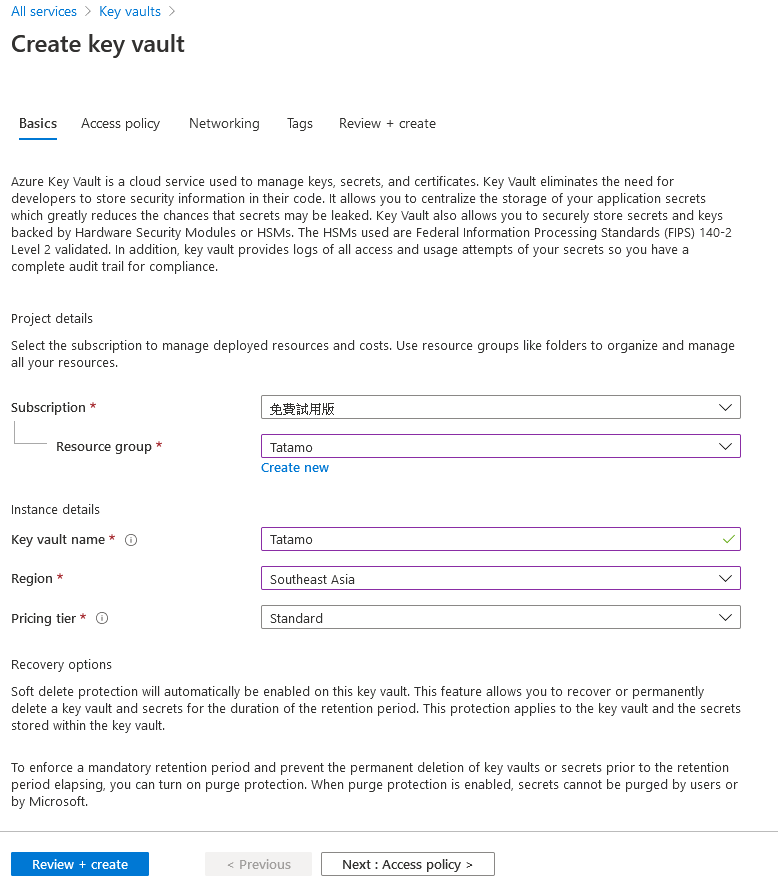 All services > Key vaults >
Create key vault
Basics Access policy Networking Tags Review + create
Azure Key Vault is a cloud service used to manage keys, secrets, and certificates. Key Vault eliminates the need for
developers to store security information in their code. It allows you to centralize the storage of your application secrets
which greatly reduces the chances that secrets may be leaked. Key Vault also allows you to securely store secrets and keys
backed by Hardware Security Modules or HSMs. The HSMs used are Federal Information Processing Standards (FIPS) 140-2
Level 2 validated. In addition, key vault provides logs of all access and usage attempts of your secrets so you have a
complete audit trail for compliance.
Project details
Select the subscription to manage deployed resources and costs. Use resource groups like folders to organize and manage
all your resources.
Subscription * 免費試用版
Resource group * Tatamo
Create new
Instance details
Key vault name * Tatamo
Region * Southeast Asia
Pricing tier * Standard
Recovery options
Soft delete protection will automatically be enabled on this key vault. This feature allows you to recover or permanently
delete a key vault and secrets for the duration of the retention period. This protection applies to the key vault and the secrets
stored within the key vault.
To enforce a mandatory retention period and prevent the permanent deletion of key vaults or secrets prior to the retention
period elapsing, you can turn on purge protection. When purge protection is enabled, secrets cannot be purged by users or
by Microsoft.
Review + create < Previous Next : Access policy >